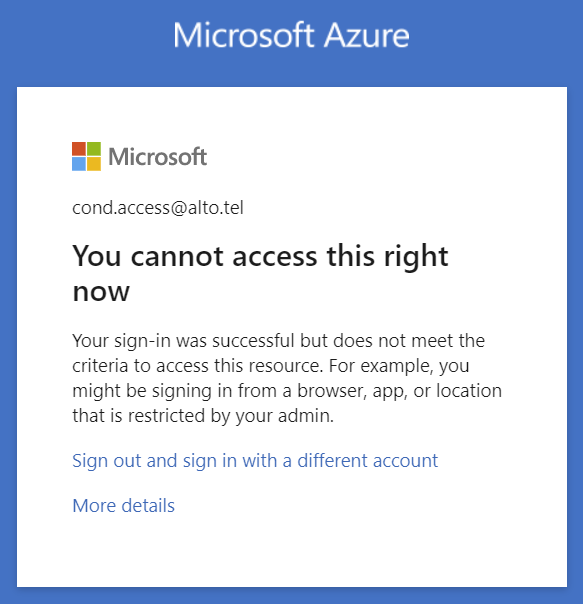 Microsoft Azure
Microsoft
cond.access@alto.tel
You cannot access this right
now
Your sign-in was successful but does not meet the
criteria to access this resource. For example, you
might be signing in from a browser, app, or location
that is restricted by your admin.
Sign out and sign in with a different account
More details